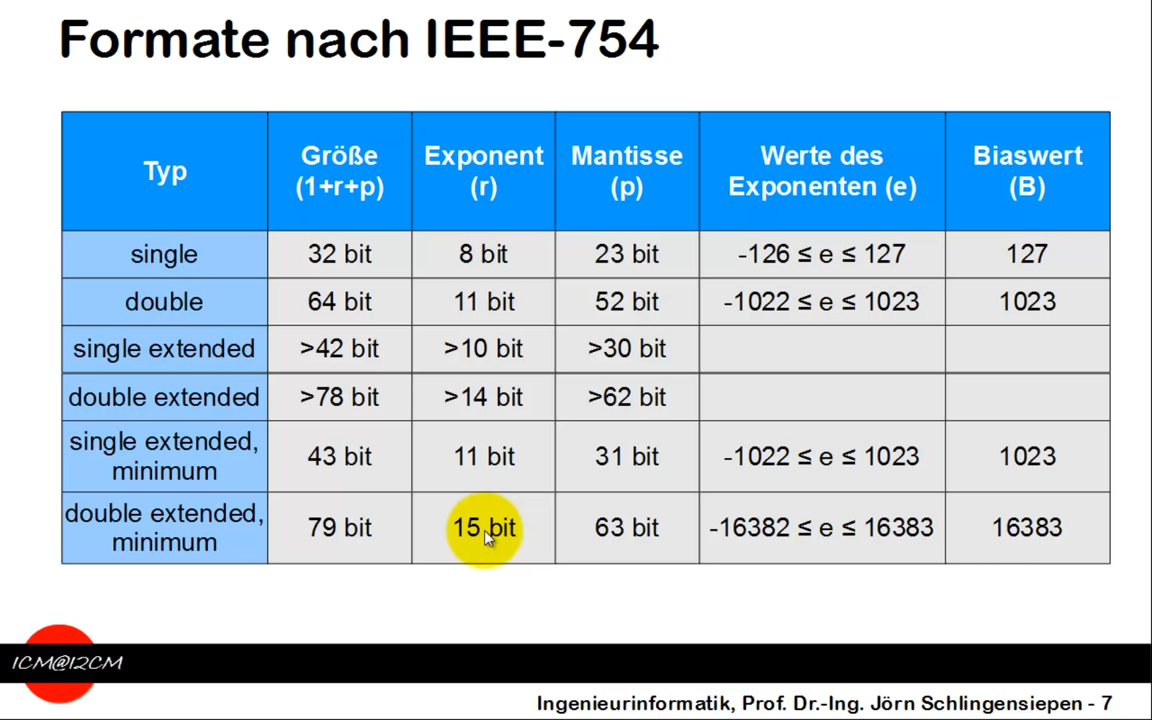 Formate nach IEEE-754
Typ
Größe
(1+r+p)
Exponent
(r)
Mantisse
(p)
Werte des
Exponenten (e)
Biaswert
(B)
single
32 bit
8 bit
23 bit
-126 ≤ e ≤ 127
127
double
64 bit
11 bit
52 bit
-1022 ≤ e ≤ 1023
1023
single extended
>42 bit
>10 bit
>30 bit
double extended
>78 bit
>14 bit
>62 bit
single extended,
minimum
43 bit
11 bit
31 bit
-1022 ≤ e ≤ 1023
1023
double extended,
minimum
79 bit
15 bit
63 bit
-16382 ≤ e ≤ 16383
16383
1CM@12CM
Ingenieurinformatik, Prof. Dr.-Ing. Jörn Schlingensiepen - 7